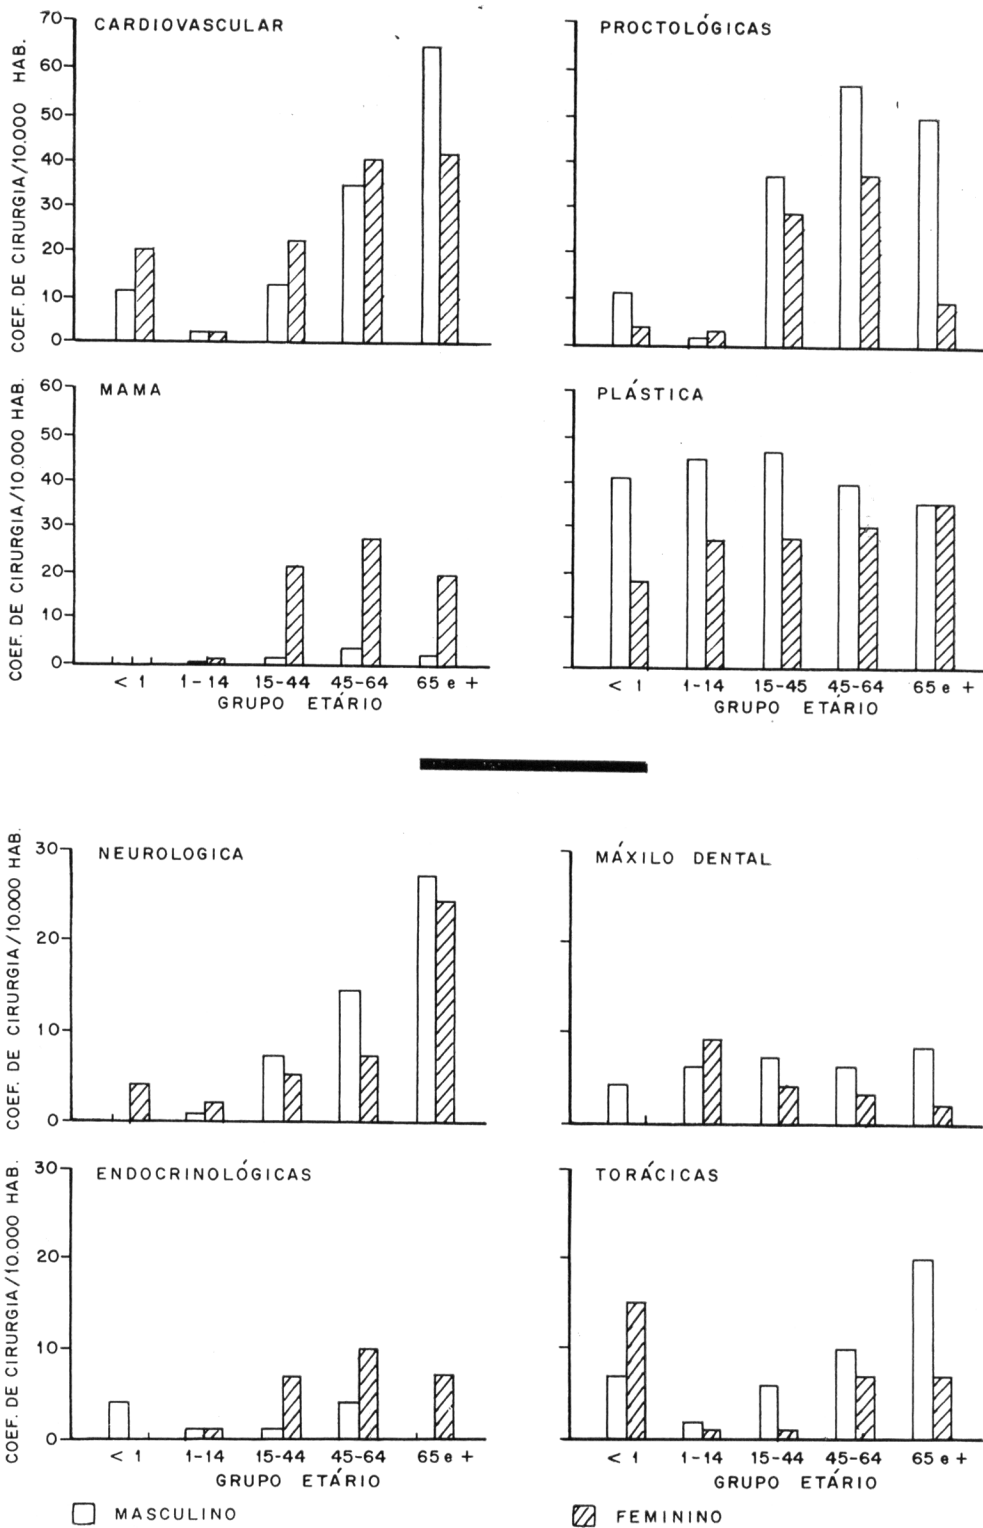 CARDIOVASCULAR
COEF. DE CIRURGIA/10.000 HAB.
70
60
50
40
30
20
10
0
PROCTOLÓGICAS
MAMA
COEF. DE CIRURGIA/10.000 HAB.
60
50
40
30
20
10
0
< 1 1-14 15-44 45-64 65 e +
GRUPO ETÁRIO
PLÁSTICA
< 1 1-14 15-45 45-64 65 e +
GRUPO ETÁRIO
NEUROLOGICA
COEF. DE CIRURGIA/10.000 HAB.
30
20
10
0
MÁXILO DENTAL
ENDOCRINOLÓGICAS
COEF. DE CIRURGIA/10.000 HAB.
30
20
10
0
< 1 1-14 15-44 45-64 65 e +
GRUPO ETÁRIO
TORÁCICAS
< 1 1-14 15-44 45-64 65 e +
GRUPO ETÁRIO
MASCULINO
FEMININO